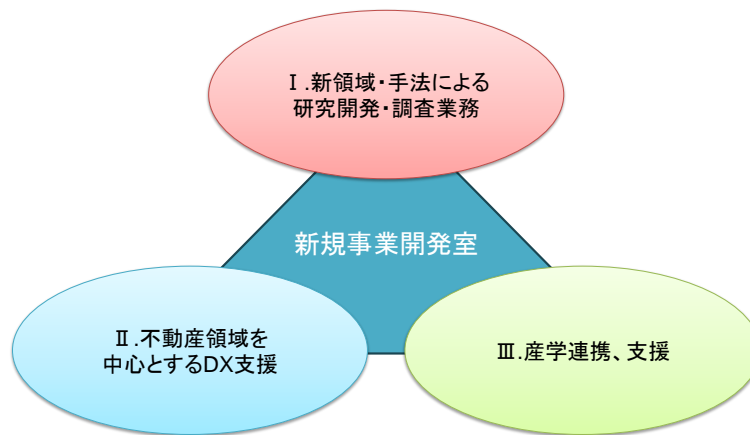 Ⅰ.新領域・手法による
研究開発・調査業務
新規事業開発室
Ⅱ.不動産領域を
中心とするDX支援
Ⅲ.産学連携、支援